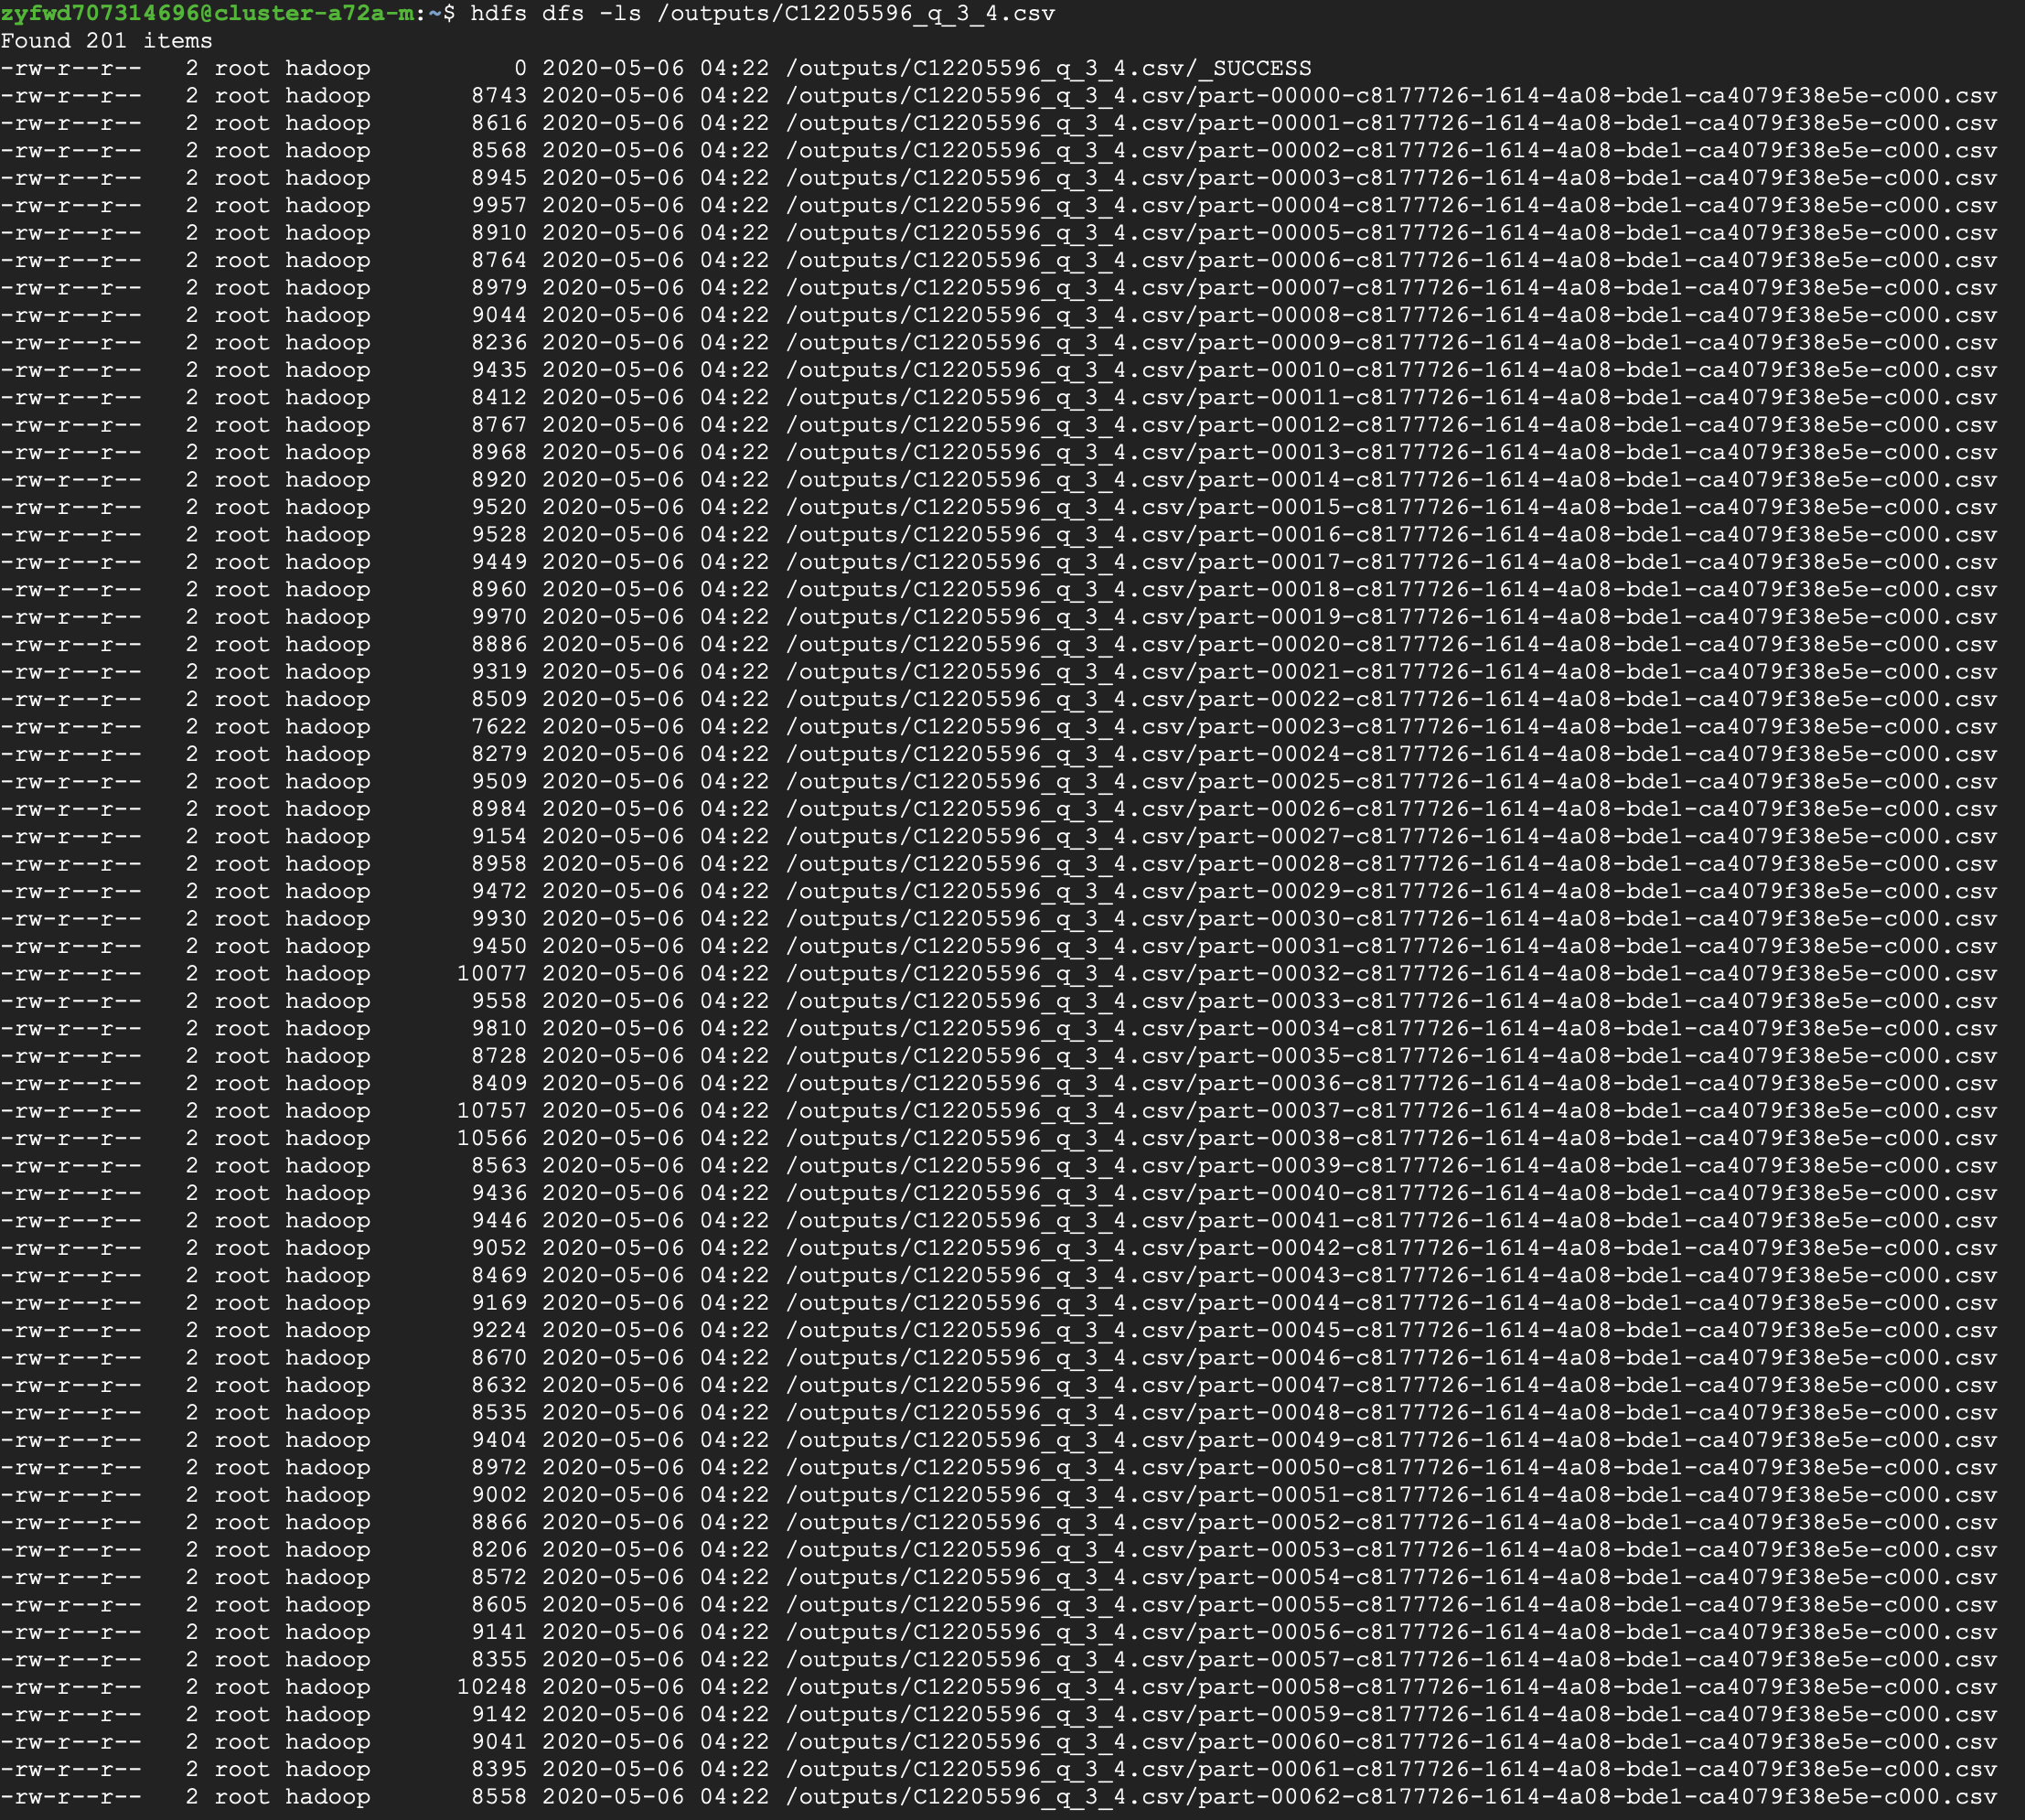 zyfwd707314696@cluster-a72a-m:~$ hdfs dfs -ls /outputs/C12205596_q_3_4.csv
Found 201 items
-rw-r--r--   2 root hadoop          0 2020-05-06 04:22 /outputs/C12205596_q_3_4.csv/_SUCCESS
-rw-r--r--   2 root hadoop       8743 2020-05-06 04:22 /outputs/C12205596_q_3_4.csv/part-00000-c8177726-1614-4a08-bde1-ca4079f38e5e-c000.csv
-rw-r--r--   2 root hadoop       8616 2020-05-06 04:22 /outputs/C12205596_q_3_4.csv/part-00001-c8177726-1614-4a08-bde1-ca4079f38e5e-c000.csv
-rw-r--r--   2 root hadoop       8568 2020-05-06 04:22 /outputs/C12205596_q_3_4.csv/part-00002-c8177726-1614-4a08-bde1-ca4079f38e5e-c000.csv
-rw-r--r--   2 root hadoop       8945 2020-05-06 04:22 /outputs/C12205596_q_3_4.csv/part-00003-c8177726-1614-4a08-bde1-ca4079f38e5e-c000.csv
-rw-r--r--   2 root hadoop       9957 2020-05-06 04:22 /outputs/C12205596_q_3_4.csv/part-00004-c8177726-1614-4a08-bde1-ca4079f38e5e-c000.csv
-rw-r--r--   2 root hadoop       8910 2020-05-06 04:22 /outputs/C12205596_q_3_4.csv/part-00005-c8177726-1614-4a08-bde1-ca4079f38e5e-c000.csv
-rw-r--r--   2 root hadoop       8764 2020-05-06 04:22 /outputs/C12205596_q_3_4.csv/part-00006-c8177726-1614-4a08-bde1-ca4079f38e5e-c000.csv
-rw-r--r--   2 root hadoop       8979 2020-05-06 04:22 /outputs/C12205596_q_3_4.csv/part-00007-c8177726-1614-4a08-bde1-ca4079f38e5e-c000.csv
-rw-r--r--   2 root hadoop       9044 2020-05-06 04:22 /outputs/C12205596_q_3_4.csv/part-00008-c8177726-1614-4a08-bde1-ca4079f38e5e-c000.csv
-rw-r--r--   2 root hadoop       8236 2020-05-06 04:22 /outputs/C12205596_q_3_4.csv/part-00009-c8177726-1614-4a08-bde1-ca4079f38e5e-c000.csv
-rw-r--r--   2 root hadoop       9435 2020-05-06 04:22 /outputs/C12205596_q_3_4.csv/part-00010-c8177726-1614-4a08-bde1-ca4079f38e5e-c000.csv
-rw-r--r--   2 root hadoop       8412 2020-05-06 04:22 /outputs/C12205596_q_3_4.csv/part-00011-c8177726-1614-4a08-bde1-ca4079f38e5e-c000.csv
-rw-r--r--   2 root hadoop       8767 2020-05-06 04:22 /outputs/C12205596_q_3_4.csv/part-00012-c8177726-1614-4a08-bde1-ca4079f38e5e-c000.csv
-rw-r--r--   2 root hadoop       8968 2020-05-06 04:22 /outputs/C12205596_q_3_4.csv/part-00013-c8177726-1614-4a08-bde1-ca4079f38e5e-c000.csv
-rw-r--r--   2 root hadoop       8920 2020-05-06 04:22 /outputs/C12205596_q_3_4.csv/part-00014-c8177726-1614-4a08-bde1-ca4079f38e5e-c000.csv
-rw-r--r--   2 root hadoop       9520 2020-05-06 04:22 /outputs/C12205596_q_3_4.csv/part-00015-c8177726-1614-4a08-bde1-ca4079f38e5e-c000.csv
-rw-r--r--   2 root hadoop       9528 2020-05-06 04:22 /outputs/C12205596_q_3_4.csv/part-00016-c8177726-1614-4a08-bde1-ca4079f38e5e-c000.csv
-rw-r--r--   2 root hadoop       9449 2020-05-06 04:22 /outputs/C12205596_q_3_4.csv/part-00017-c8177726-1614-4a08-bde1-ca4079f38e5e-c000.csv
-rw-r--r--   2 root hadoop       8960 2020-05-06 04:22 /outputs/C12205596_q_3_4.csv/part-00018-c8177726-1614-4a08-bde1-ca4079f38e5e-c000.csv
-rw-r--r--   2 root hadoop       9970 2020-05-06 04:22 /outputs/C12205596_q_3_4.csv/part-00019-c8177726-1614-4a08-bde1-ca4079f38e5e-c000.csv
-rw-r--r--   2 root hadoop       8886 2020-05-06 04:22 /outputs/C12205596_q_3_4.csv/part-00020-c8177726-1614-4a08-bde1-ca4079f38e5e-c000.csv
-rw-r--r--   2 root hadoop       9319 2020-05-06 04:22 /outputs/C12205596_q_3_4.csv/part-00021-c8177726-1614-4a08-bde1-ca4079f38e5e-c000.csv
-rw-r--r--   2 root hadoop       8509 2020-05-06 04:22 /outputs/C12205596_q_3_4.csv/part-00022-c8177726-1614-4a08-bde1-ca4079f38e5e-c000.csv
-rw-r--r--   2 root hadoop       7622 2020-05-06 04:22 /outputs/C12205596_q_3_4.csv/part-00023-c8177726-1614-4a08-bde1-ca4079f38e5e-c000.csv
-rw-r--r--   2 root hadoop       8279 2020-05-06 04:22 /outputs/C12205596_q_3_4.csv/part-00024-c8177726-1614-4a08-bde1-ca4079f38e5e-c000.csv
-rw-r--r--   2 root hadoop       9509 2020-05-06 04:22 /outputs/C12205596_q_3_4.csv/part-00025-c8177726-1614-4a08-bde1-ca4079f38e5e-c000.csv
-rw-r--r--   2 root hadoop       8984 2020-05-06 04:22 /outputs/C12205596_q_3_4.csv/part-00026-c8177726-1614-4a08-bde1-ca4079f38e5e-c000.csv
-rw-r--r--   2 root hadoop       9154 2020-05-06 04:22 /outputs/C12205596_q_3_4.csv/part-00027-c8177726-1614-4a08-bde1-ca4079f38e5e-c000.csv
-rw-r--r--   2 root hadoop       8958 2020-05-06 04:22 /outputs/C12205596_q_3_4.csv/part-00028-c8177726-1614-4a08-bde1-ca4079f38e5e-c000.csv
-rw-r--r--   2 root hadoop       9472 2020-05-06 04:22 /outputs/C12205596_q_3_4.csv/part-00029-c8177726-1614-4a08-bde1-ca4079f38e5e-c000.csv
-rw-r--r--   2 root hadoop       9930 2020-05-06 04:22 /outputs/C12205596_q_3_4.csv/part-00030-c8177726-1614-4a08-bde1-ca4079f38e5e-c000.csv
-rw-r--r--   2 root hadoop       9450 2020-05-06 04:22 /outputs/C12205596_q_3_4.csv/part-00031-c8177726-1614-4a08-bde1-ca4079f38e5e-c000.csv
-rw-r--r--   2 root hadoop      10077 2020-05-06 04:22 /outputs/C12205596_q_3_4.csv/part-00032-c8177726-1614-4a08-bde1-ca4079f38e5e-c000.csv
-rw-r--r--   2 root hadoop       9558 2020-05-06 04:22 /outputs/C12205596_q_3_4.csv/part-00033-c8177726-1614-4a08-bde1-ca4079f38e5e-c000.csv
-rw-r--r--   2 root hadoop       9810 2020-05-06 04:22 /outputs/C12205596_q_3_4.csv/part-00034-c8177726-1614-4a08-bde1-ca4079f38e5e-c000.csv
-rw-r--r--   2 root hadoop       8728 2020-05-06 04:22 /outputs/C12205596_q_3_4.csv/part-00035-c8177726-1614-4a08-bde1-ca4079f38e5e-c000.csv
-rw-r--r--   2 root hadoop       8409 2020-05-06 04:22 /outputs/C12205596_q_3_4.csv/part-00036-c8177726-1614-4a08-bde1-ca4079f38e5e-c000.csv
-rw-r--r--   2 root hadoop      10757 2020-05-06 04:22 /outputs/C12205596_q_3_4.csv/part-00037-c8177726-1614-4a08-bde1-ca4079f38e5e-c000.csv
-rw-r--r--   2 root hadoop      10566 2020-05-06 04:22 /outputs/C12205596_q_3_4.csv/part-00038-c8177726-1614-4a08-bde1-ca4079f38e5e-c000.csv
-rw-r--r--   2 root hadoop       8563 2020-05-06 04:22 /outputs/C12205596_q_3_4.csv/part-00039-c8177726-1614-4a08-bde1-ca4079f38e5e-c000.csv
-rw-r--r--   2 root hadoop       9436 2020-05-06 04:22 /outputs/C12205596_q_3_4.csv/part-00040-c8177726-1614-4a08-bde1-ca4079f38e5e-c000.csv
-rw-r--r--   2 root hadoop       9446 2020-05-06 04:22 /outputs/C12205596_q_3_4.csv/part-00041-c8177726-1614-4a08-bde1-ca4079f38e5e-c000.csv
-rw-r--r--   2 root hadoop       9052 2020-05-06 04:22 /outputs/C12205596_q_3_4.csv/part-00042-c8177726-1614-4a08-bde1-ca4079f38e5e-c000.csv
-rw-r--r--   2 root hadoop       8469 2020-05-06 04:22 /outputs/C12205596_q_3_4.csv/part-00043-c8177726-1614-4a08-bde1-ca4079f38e5e-c000.csv
-rw-r--r--   2 root hadoop       9169 2020-05-06 04:22 /outputs/C12205596_q_3_4.csv/part-00044-c8177726-1614-4a08-bde1-ca4079f38e5e-c000.csv
-rw-r--r--   2 root hadoop       9224 2020-05-06 04:22 /outputs/C12205596_q_3_4.csv/part-00045-c8177726-1614-4a08-bde1-ca4079f38e5e-c000.csv
-rw-r--r--   2 root hadoop       8670 2020-05-06 04:22 /outputs/C12205596_q_3_4.csv/part-00046-c8177726-1614-4a08-bde1-ca4079f38e5e-c000.csv
-rw-r--r--   2 root hadoop       8632 2020-05-06 04:22 /outputs/C12205596_q_3_4.csv/part-00047-c8177726-1614-4a08-bde1-ca4079f38e5e-c000.csv
-rw-r--r--   2 root hadoop       8535 2020-05-06 04:22 /outputs/C12205596_q_3_4.csv/part-00048-c8177726-1614-4a08-bde1-ca4079f38e5e-c000.csv
-rw-r--r--   2 root hadoop       9404 2020-05-06 04:22 /outputs/C12205596_q_3_4.csv/part-00049-c8177726-1614-4a08-bde1-ca4079f38e5e-c000.csv
-rw-r--r--   2 root hadoop       8972 2020-05-06 04:22 /outputs/C12205596_q_3_4.csv/part-00050-c8177726-1614-4a08-bde1-ca4079f38e5e-c000.csv
-rw-r--r--   2 root hadoop       9002 2020-05-06 04:22 /outputs/C12205596_q_3_4.csv/part-00051-c8177726-1614-4a08-bde1-ca4079f38e5e-c000.csv
-rw-r--r--   2 root hadoop       8866 2020-05-06 04:22 /outputs/C12205596_q_3_4.csv/part-00052-c8177726-1614-4a08-bde1-ca4079f38e5e-c000.csv
-rw-r--r--   2 root hadoop       8206 2020-05-06 04:22 /outputs/C12205596_q_3_4.csv/part-00053-c8177726-1614-4a08-bde1-ca4079f38e5e-c000.csv
-rw-r--r--   2 root hadoop       8572 2020-05-06 04:22 /outputs/C12205596_q_3_4.csv/part-00054-c8177726-1614-4a08-bde1-ca4079f38e5e-c000.csv
-rw-r--r--   2 root hadoop       8605 2020-05-06 04:22 /outputs/C12205596_q_3_4.csv/part-00055-c8177726-1614-4a08-bde1-ca4079f38e5e-c000.csv
-rw-r--r--   2 root hadoop       9141 2020-05-06 04:22 /outputs/C12205596_q_3_4.csv/part-00056-c8177726-1614-4a08-bde1-ca4079f38e5e-c000.csv
-rw-r--r--   2 root hadoop       8355 2020-05-06 04:22 /outputs/C12205596_q_3_4.csv/part-00057-c8177726-1614-4a08-bde1-ca4079f38e5e-c000.csv
-rw-r--r--   2 root hadoop      10248 2020-05-06 04:22 /outputs/C12205596_q_3_4.csv/part-00058-c8177726-1614-4a08-bde1-ca4079f38e5e-c000.csv
-rw-r--r--   2 root hadoop       9142 2020-05-06 04:22 /outputs/C12205596_q_3_4.csv/part-00059-c8177726-1614-4a08-bde1-ca4079f38e5e-c000.csv
-rw-r--r--   2 root hadoop       9041 2020-05-06 04:22 /outputs/C12205596_q_3_4.csv/part-00060-c8177726-1614-4a08-bde1-ca4079f38e5e-c000.csv
-rw-r--r--   2 root hadoop       8395 2020-05-06 04:22 /outputs/C12205596_q_3_4.csv/part-00061-c8177726-1614-4a08-bde1-ca4079f38e5e-c000.csv
-rw-r--r--   2 root hadoop       8558 2020-05-06 04:22 /outputs/C12205596_q_3_4.csv/part-00062-c8177726-1614-4a08-bde1-ca4079f38e5e-c000.csv